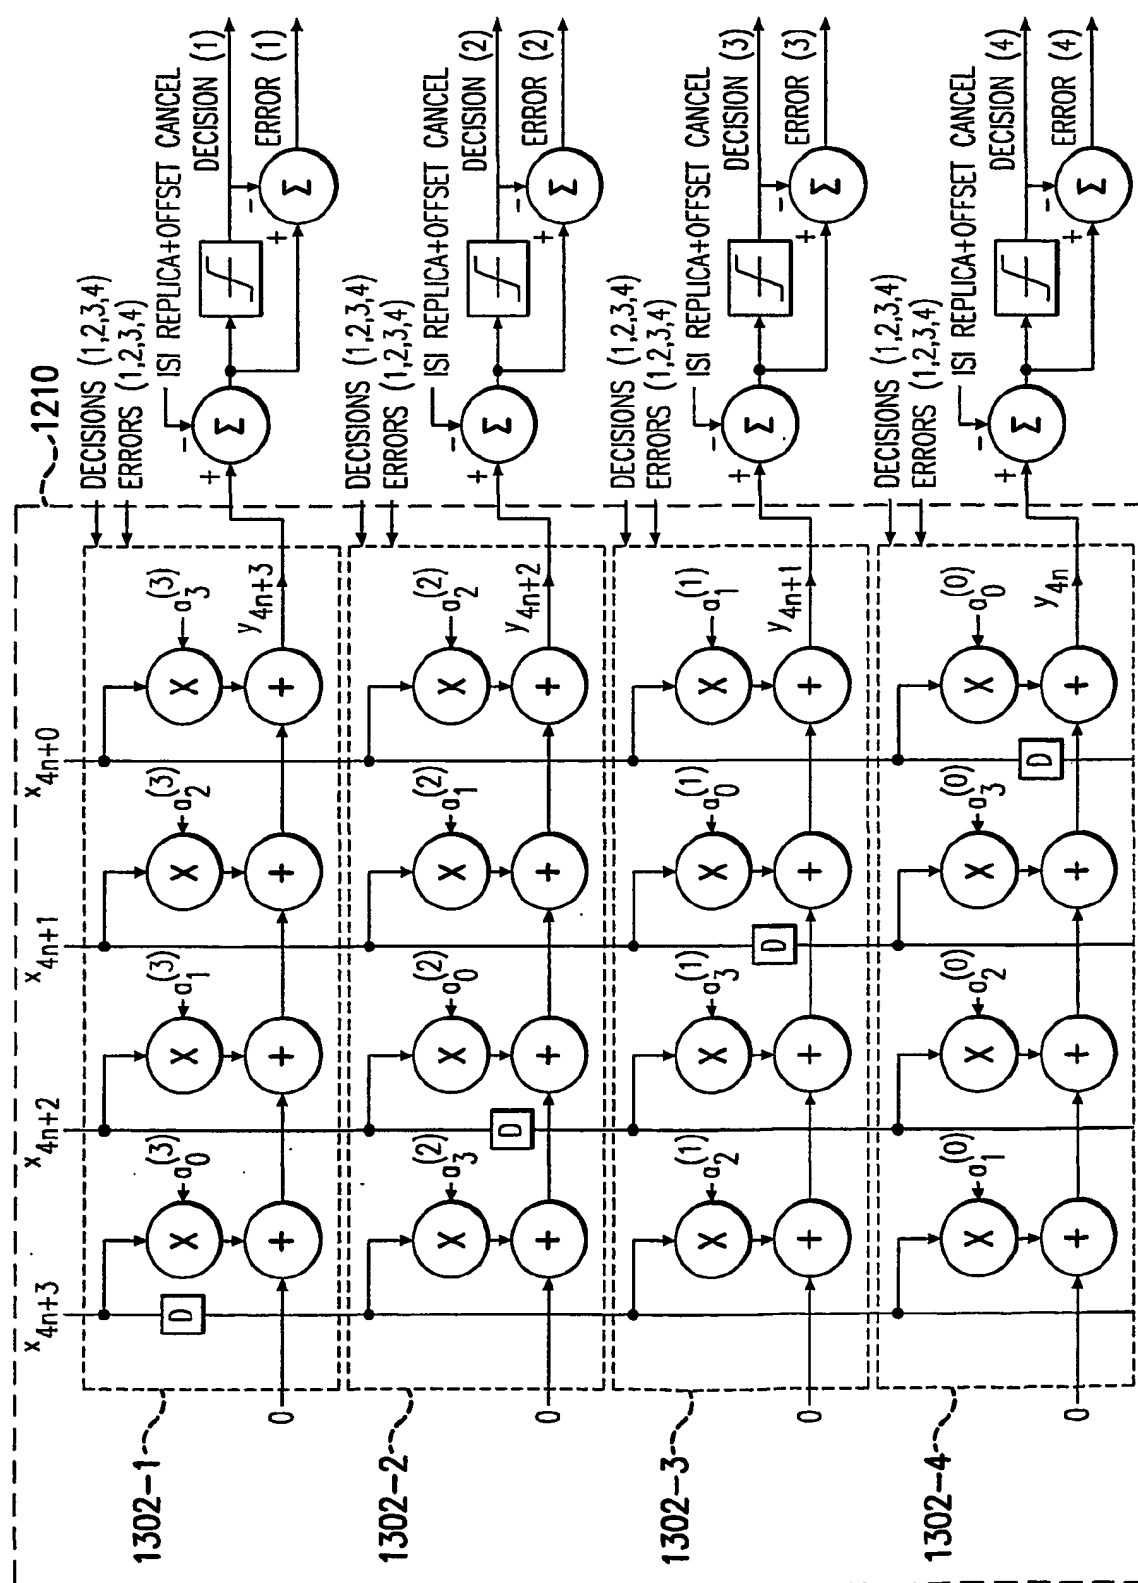 1210
x4n+3
x4n+2
x4n+1
x4n+0
DECISIONS (1,2,3,4)
ERRORS (1,2,3,4)
ISI REPLICA+OFFSET CANCEL
DECISION (1)
ERROR (1)
1302-1
D
a0(3)
a1(3)
a2(3)
a3(3)
X X X X
+ + + +
0
y4n+3
+
-
Σ
+
-
Σ
DECISIONS (1,2,3,4)
ERRORS (1,2,3,4)
ISI REPLICA+OFFSET CANCEL
DECISION (2)
ERROR (2)
1302-2
a3(2)
D
a0(2)
a1(2)
a2(2)
X X X X
+ + + +
0
y4n+2
+
-
Σ
+
-
Σ
DECISIONS (1,2,3,4)
ERRORS (1,2,3,4)
ISI REPLICA+OFFSET CANCEL
DECISION (3)
ERROR (3)
1302-3
a2(1)
a3(1)
D
a0(1)
a1(1)
X X X X
+ + + +
0
y4n+1
+
-
Σ
+
-
Σ
DECISIONS (1,2,3,4)
ERRORS (1,2,3,4)
ISI REPLICA+OFFSET CANCEL
DECISION (4)
ERROR (4)
1302-4
a1(0)
a2(0)
a3(0)
D
a0(0)
X X X X
+ + + +
0
y4n
+
-
Σ
+
-
Σ